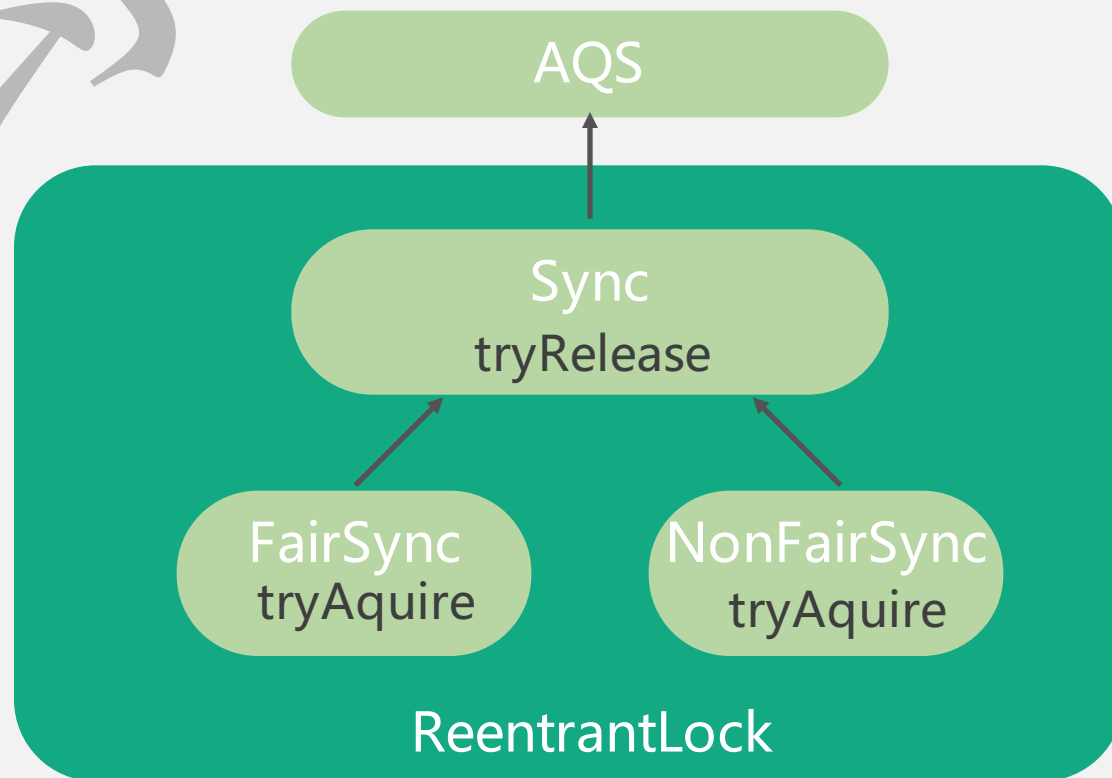 AQS
Sync
tryRelease
FairSync
tryAquire
NonFairSync
tryAquire
ReentrantLock